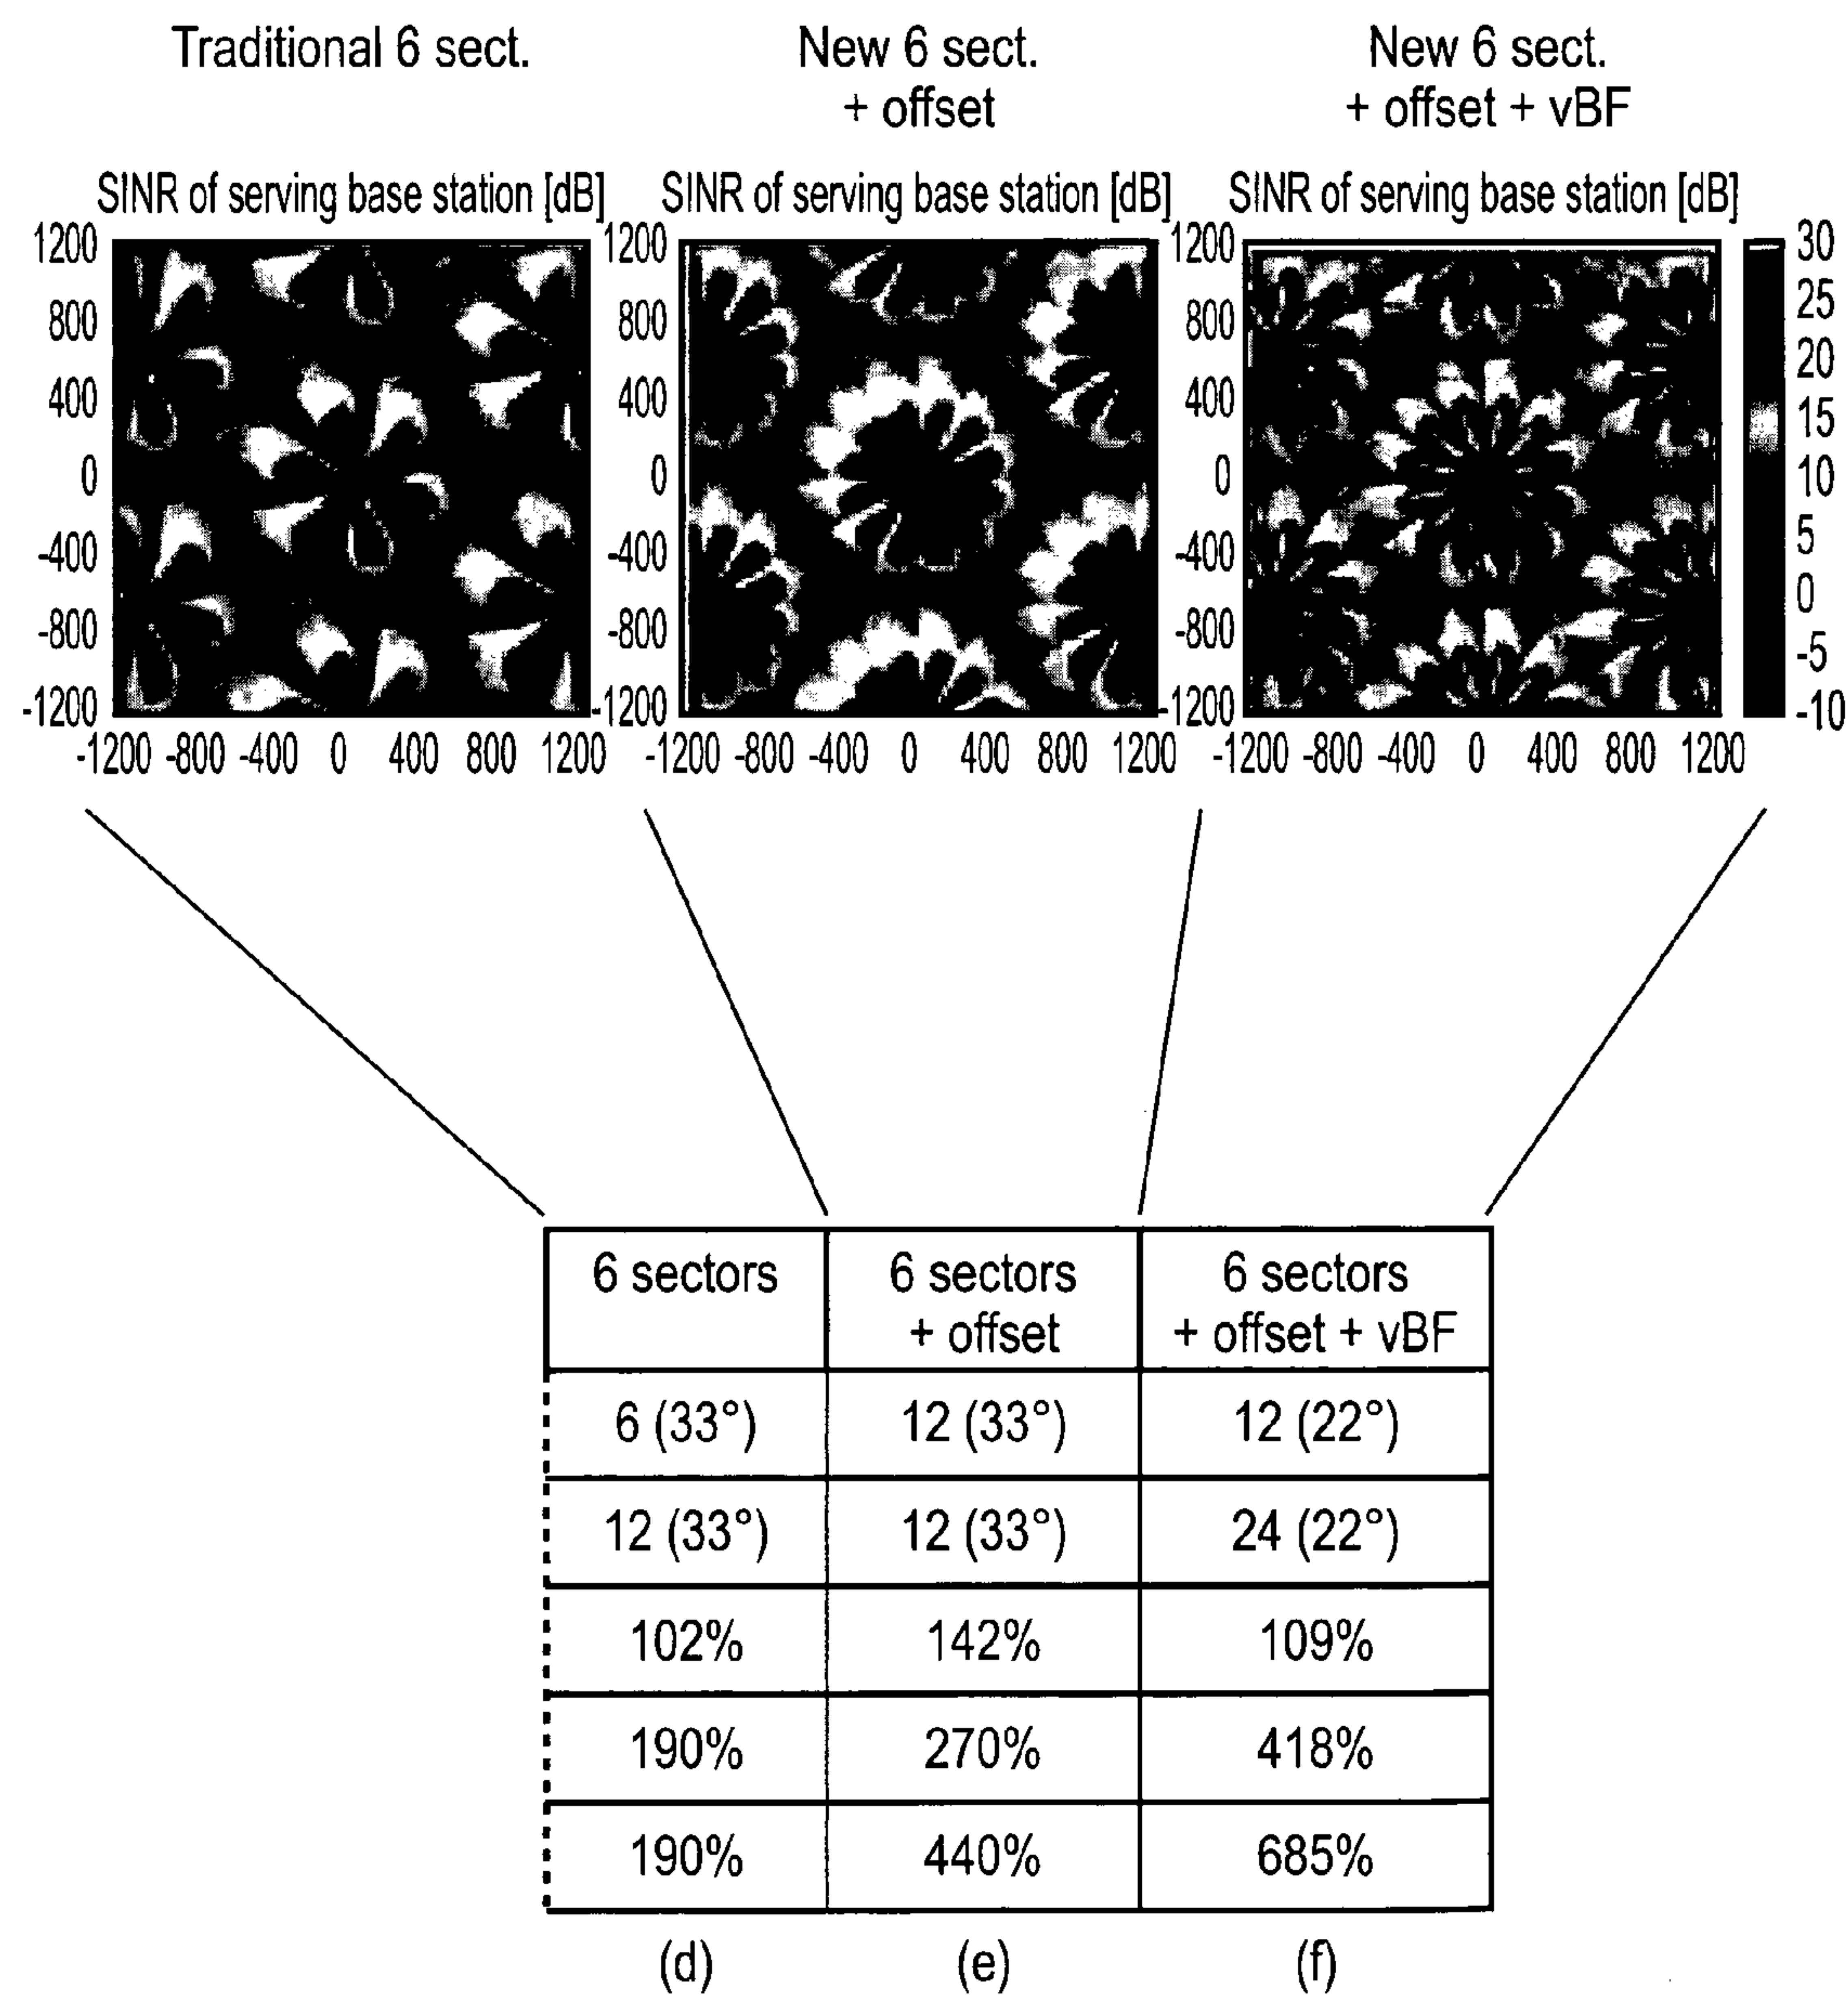 Traditional 6 sect.
New 6 sect.
+ offset
New 6 sect.
+ offset + vBF
SINR of serving base station [dB]
1200
800
400
0
-400
-800
-1200
-1200 -800 -400 0 400 800 1200
SINR of serving base station [dB]
1200
800
400
0
-400
-800
-1200
-1200 -800 -400 0 400 800 1200
SINR of serving base station [dB]
1200
800
400
0
-400
-800
-1200
-1200 -800 -400 0 400 800 1200
30
25
20
15
10
5
0
-5
-10
6 sectors
6 sectors
+ offset
6 sectors
+ offset + vBF
6 (33°) 12 (33°) 12 (22°)
12 (33°) 12 (33°) 24 (22°)
102% 142% 109%
190% 270% 418%
190% 440% 685%
(d) (e) (f)